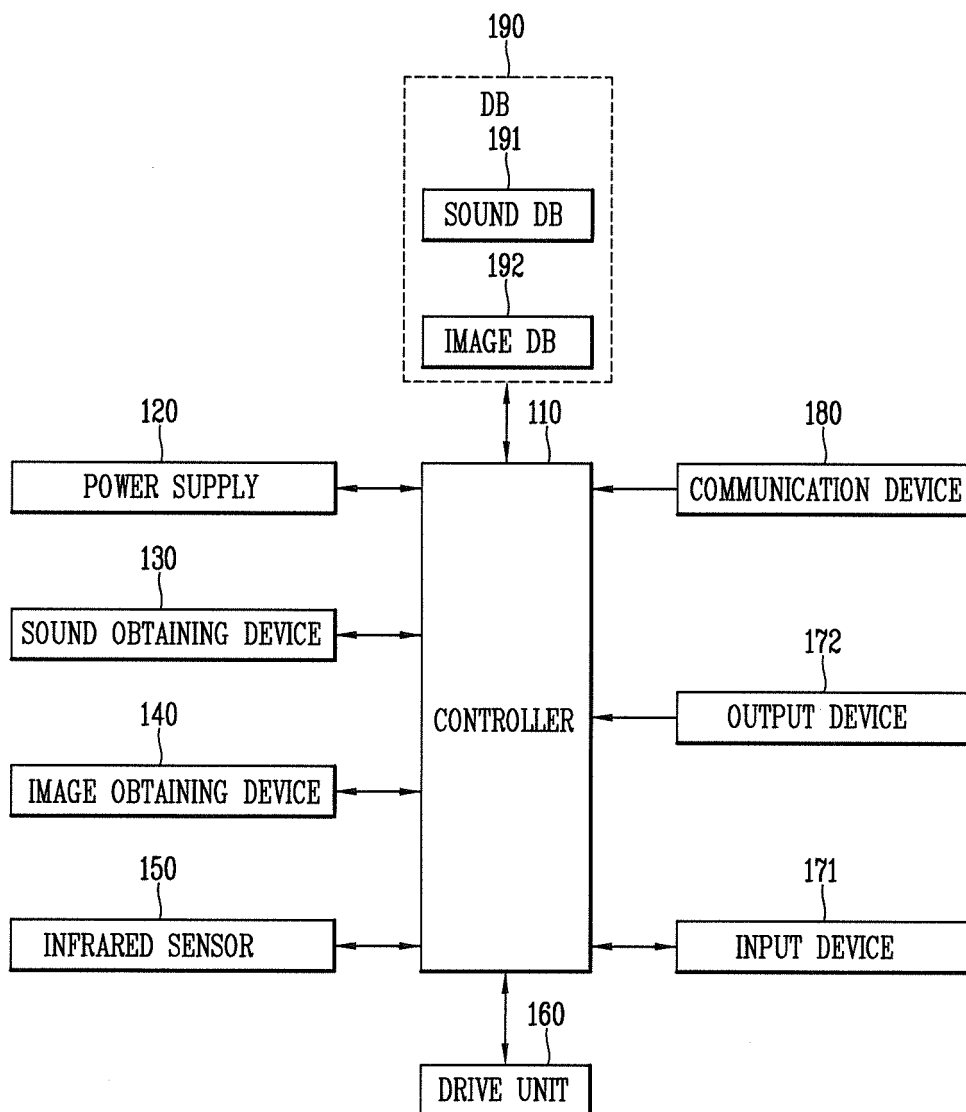 190
DB
191
SOUND DB
192
IMAGE DB
120
110
180
POWER SUPPLY
COMMUNICATION DEVICE
130
SOUND OBTAINING DEVICE
172
OUTPUT DEVICE
140
CONTROLLER
IMAGE OBTAINING DEVICE
150
171
INFRARED SENSOR
INPUT DEVICE
160
DRIVE UNIT